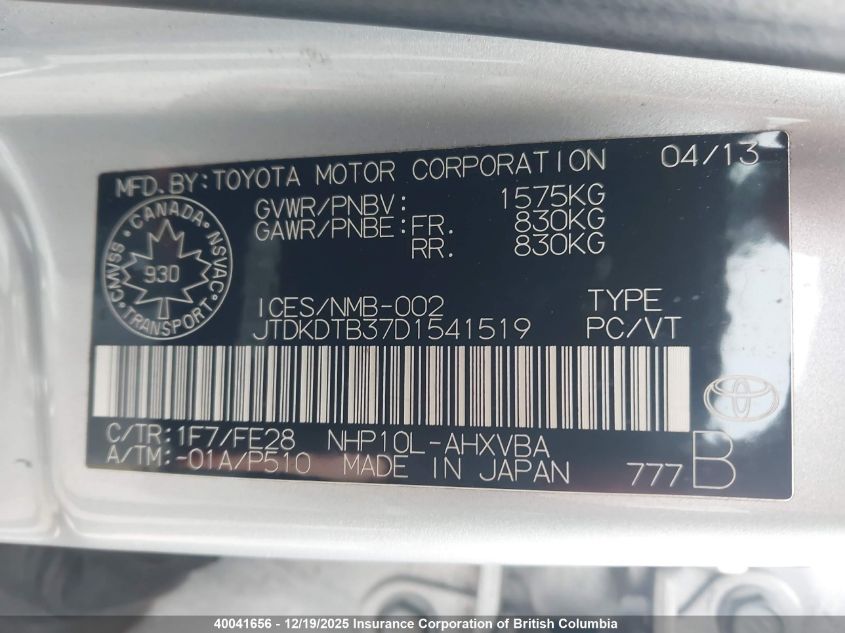 MFD.BY:TOYOTA MOTOR CORPORATION 04/13
GVWR/PNBV: 1575KG
GAWR/PNBE:FR. 830KG
RR. 830KG
CANADA
CMVSS NSVAC
930
TRANSPORT
ICES/NMB-002 TYPE
JTDKDTB37D1541519 PC/VT
C/TR:1F7/FE28 NHP10L-AHXVBA
A/TM:-01A/P510 MADE IN JAPAN 777 B
40041656 - 12/19/2025 Insurance Corporation of British Columbia